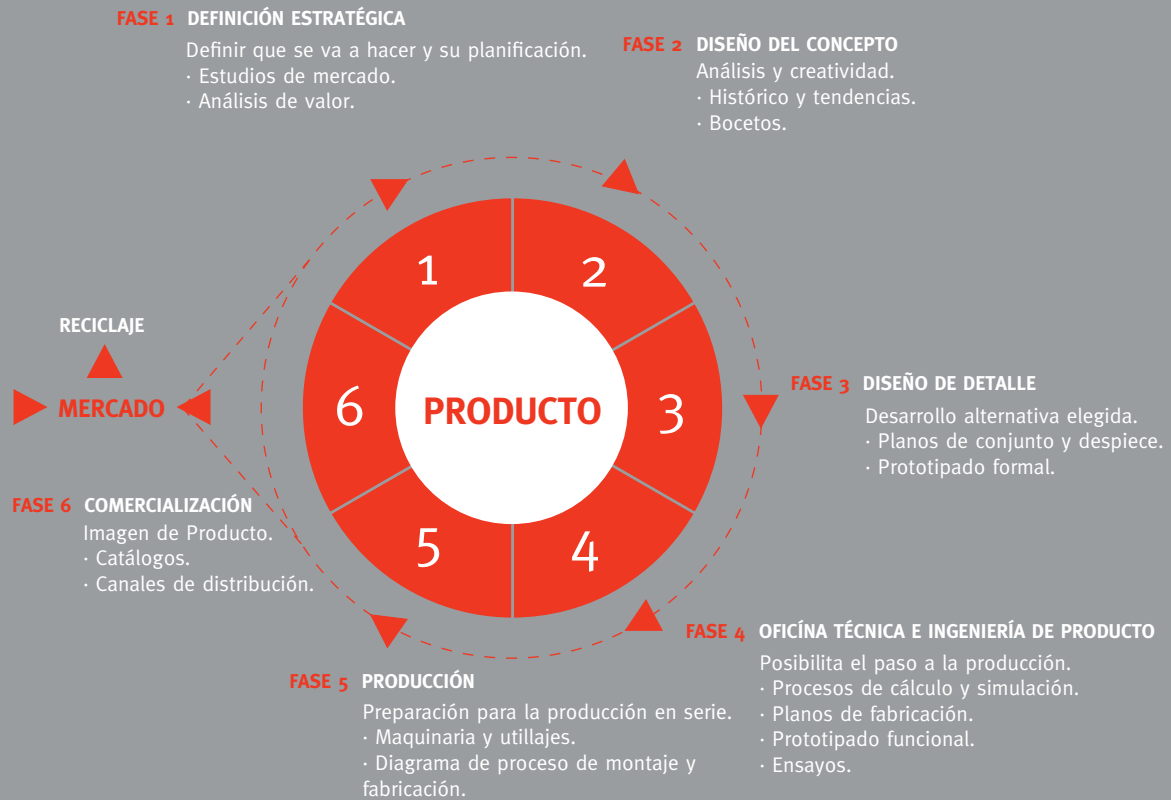 FASE 1 DEFINICIÓN ESTRATÉGICA
Definir que se va a hacer y su planificación.
· Estudios de mercado.
· Análisis de valor.
FASE 2 DISEÑO DEL CONCEPTO
Análisis y creatividad.
· Histórico y tendencias.
· Bocetos.
1
2
3
4
5
6
PRODUCTO
RECICLAJE
MERCADO
FASE 3 DISEÑO DE DETALLE
Desarrollo alternativa elegida.
· Planos de conjunto y despiece.
· Prototipado formal.
FASE 6 COMERCIALIZACIÓN
Imagen de Producto.
· Catálogos.
· Canales de distribución.
FASE 4 OFICÍNA TÉCNICA E INGENIERÍA DE PRODUCTO
Posibilita el paso a la producción.
· Procesos de cálculo y simulación.
· Planos de fabricación.
· Prototipado funcional.
· Ensayos.
FASE 5 PRODUCCIÓN
Preparación para la producción en serie.
· Maquinaria y utillajes.
· Diagrama de proceso de montaje y
fabricación.